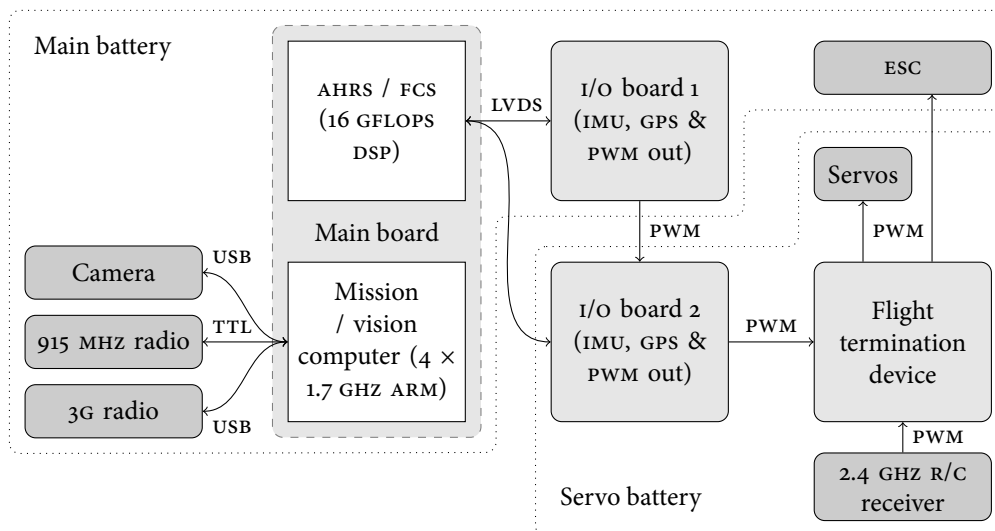 Main battery
AHRS / FCS
(16 GFLOPS
DSP)
LVDS
I/O board 1
(IMU, GPS &
PWM out)
ESC
Servos
Main board
PWM
PWM
USB
Camera
TTL
915 MHZ radio
3G radio
USB
Mission
/ vision
computer (4 ×
1.7 GHZ ARM)
I/O board 2
(IMU, GPS &
PWM out)
PWM
Flight
termination
device
PWM
Servo battery
2.4 GHZ R/C
receiver